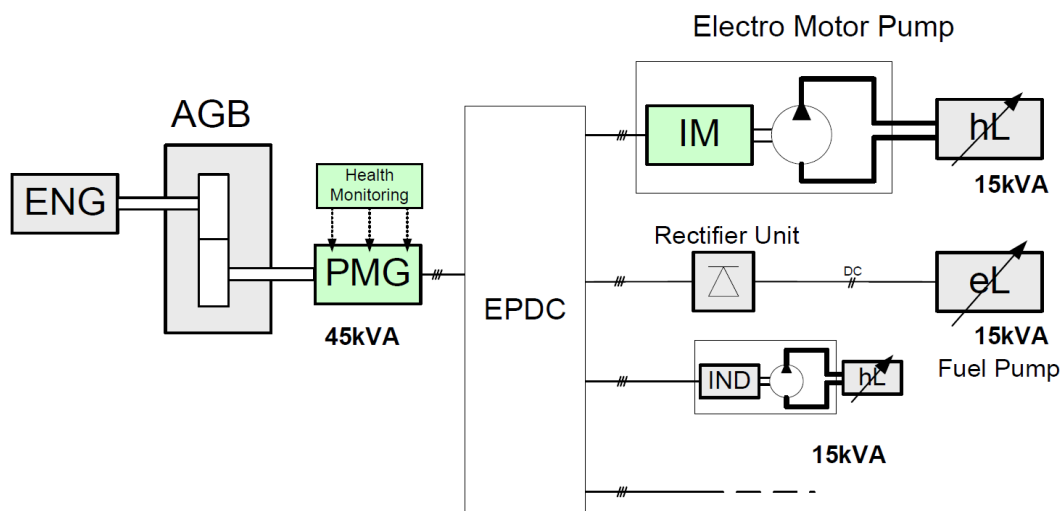 Electro Motor Pump
AGB
IM
hL
15kVA
ENG
Health
Monitoring
PMG
45kVA
EPDC
Rectifier Unit
DC
eL
15kVA
Fuel Pump
IND
hL
15kVA